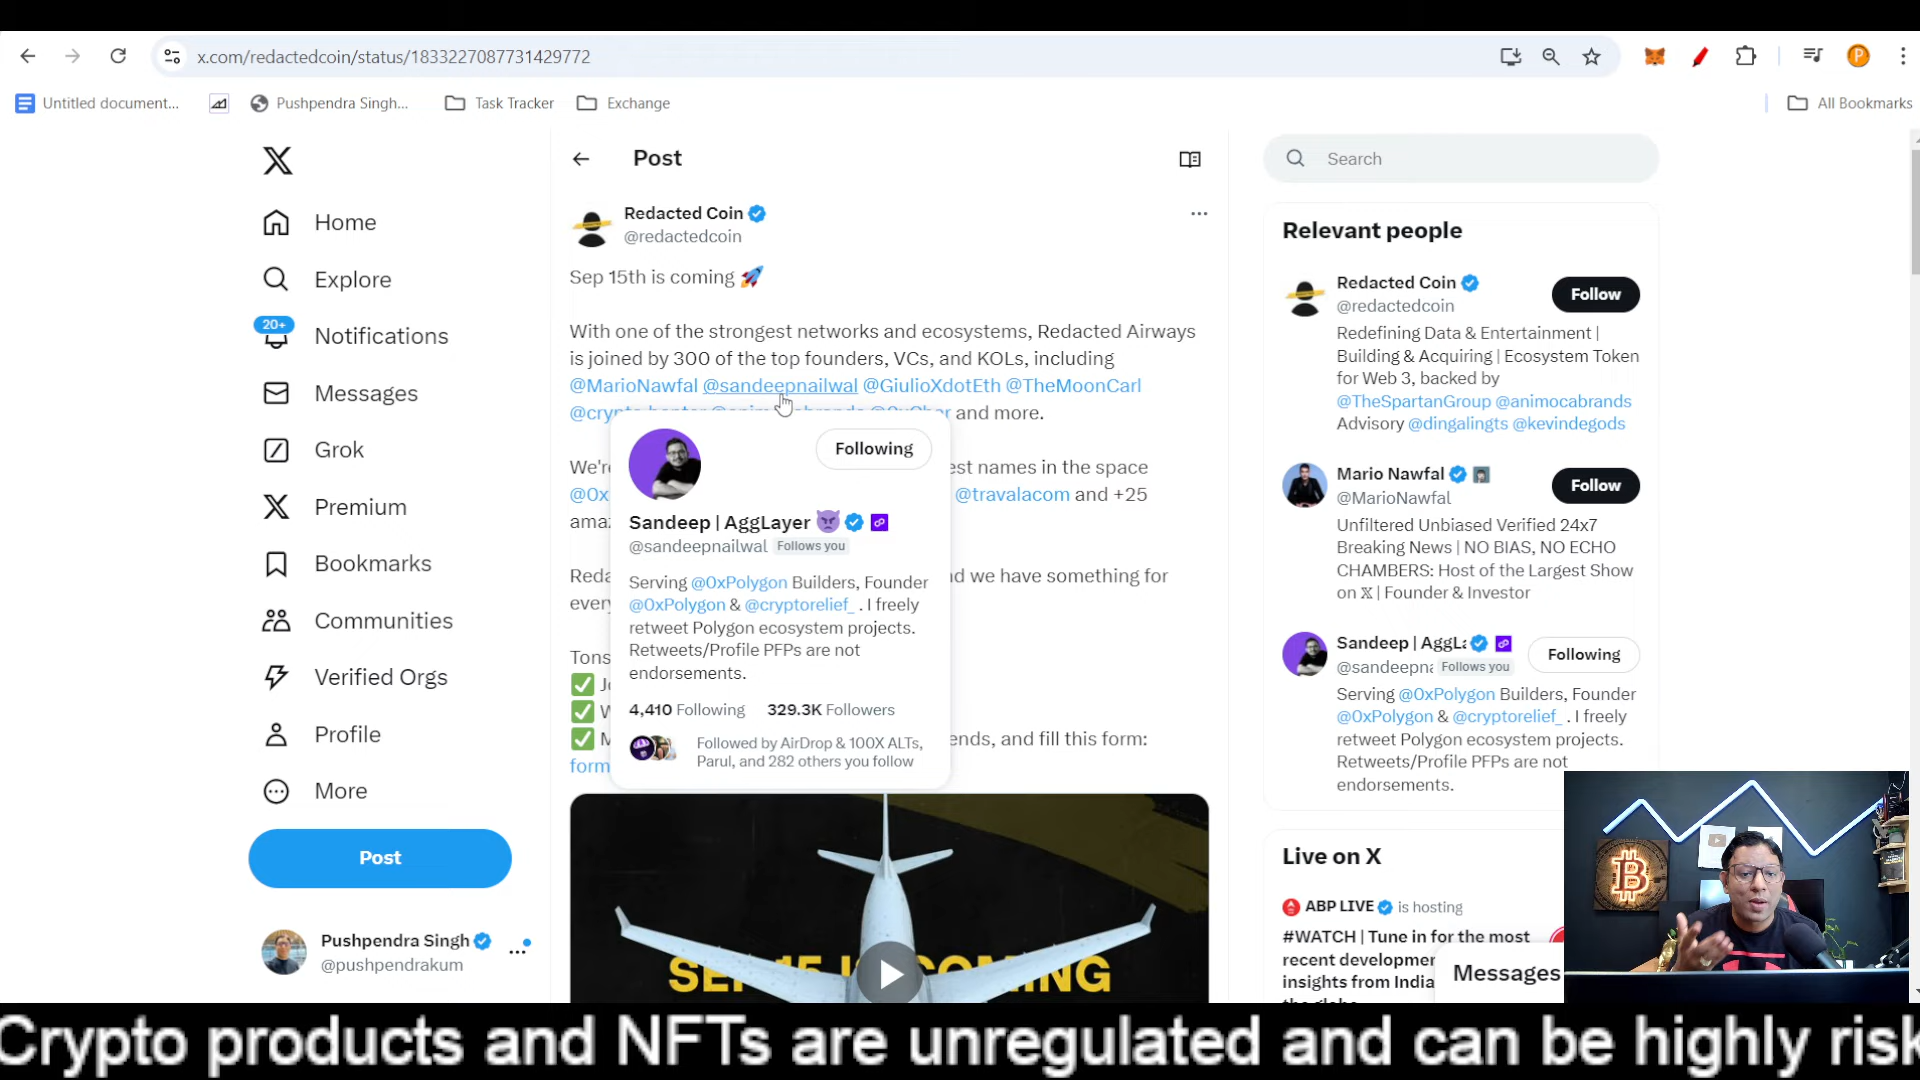 x.com/redactedcoin/status/1833227087731429772
P
Untitled document...
Pushpendra Singh...
Task Tracker
Exchange
All Bookmarks
Home
Explore
20+
Notifications
Messages
Grok
Premium
Bookmarks
Communities
Verified Orgs
Profile
More
Post
Pushpendra Singh
@pushpendrakum
Post
Redacted Coin
@redactedcoin
Sep 15th is coming 🚀
With one of the strongest networks and ecosystems, Redacted Airways
is joined by 300 of the top founders, VCs, and KOLs, including
@MarioNawfal @sandeepnailwal @GiulioXdotEth @TheMoonCarl
and more.
We're
names in the space
@0x
@travalacom and +25
we have something for
Tons
ends, and fill this form:
form
Following
Sandeep | AggLayer 👿
@sandeepnailwal Follows you
Serving @0xPolygon Builders, Founder
@0xPolygon & @cryptorelief_ . I freely
retweet Polygon ecosystem projects.
Retweets/Profile PFPs are not
endorsements.
4,410 Following 329.3K Followers
Followed by AirDrop & 100X ALTs,
Parul, and 282 others you follow
SEP 15 IS COMING
Search
Relevant people
Redacted Coin
@redactedcoin
Follow
Redefining Data & Entertainment |
Building & Acquiring | Ecosystem Token
for Web 3, backed by
@TheSpartanGroup @animocabrands
Advisory @dingalingts @kevindegods
Mario Nawfal
@MarioNawfal
Follow
Unfiltered Unbiased Verified 24x7
Breaking News | NO BIAS, NO ECHO
CHAMBERS: Host of the Largest Show
on 𝕏 | Founder & Investor
Sandeep | AggL
@sandeepna Follows you
Following
Serving @0xPolygon Builders, Founder
@0xPolygon & @cryptorelief_ . I freely
retweet Polygon ecosystem projects.
Retweets/Profile PFPs are not
endorsements.
Live on X
ABP LIVE is hosting
#WATCH | Tune in for the most
recent developme
insights from India
Messages
Crypto products and NFTs are unregulated and can be highly risk